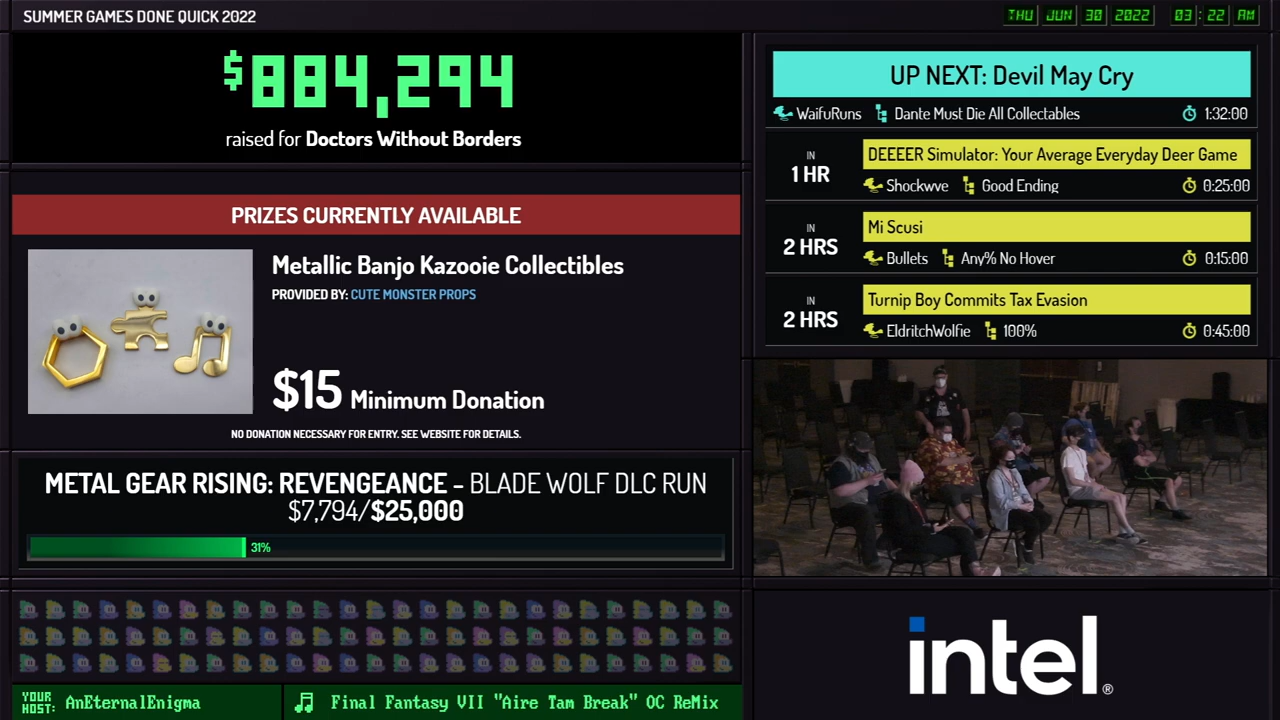 SUMMER GAMES DONE QUICK 2022
THU JUN 30 2022 03:22 AM
$884,294
raised for Doctors Without Borders
PRIZES CURRENTLY AVAILABLE
Metallic Banjo Kazooie Collectibles
PROVIDED BY: CUTE MONSTER PROPS
$15 Minimum Donation
NO DONATION NECESSARY FOR ENTRY. SEE WEBSITE FOR DETAILS.
METAL GEAR RISING: REVENGEANCE - BLADE WOLF DLC RUN
$7,794/$25,000
31%
UP NEXT: Devil May Cry
WaifuRuns Dante Must Die All Collectables 1:32:00
IN
1 HR
DEEEER Simulator: Your Average Everyday Deer Game
Shockwve Good Ending 0:25:00
IN
2 HRS
Mi Scusi
Bullets Any% No Hover 0:15:00
IN
2 HRS
Turnip Boy Commits Tax Evasion
EldritchWolfie 100% 0:45:00
intel®
YOUR
HOST:
AnEternalEnigma
Final Fantasy VII "Aire Tam Break" OC ReMix